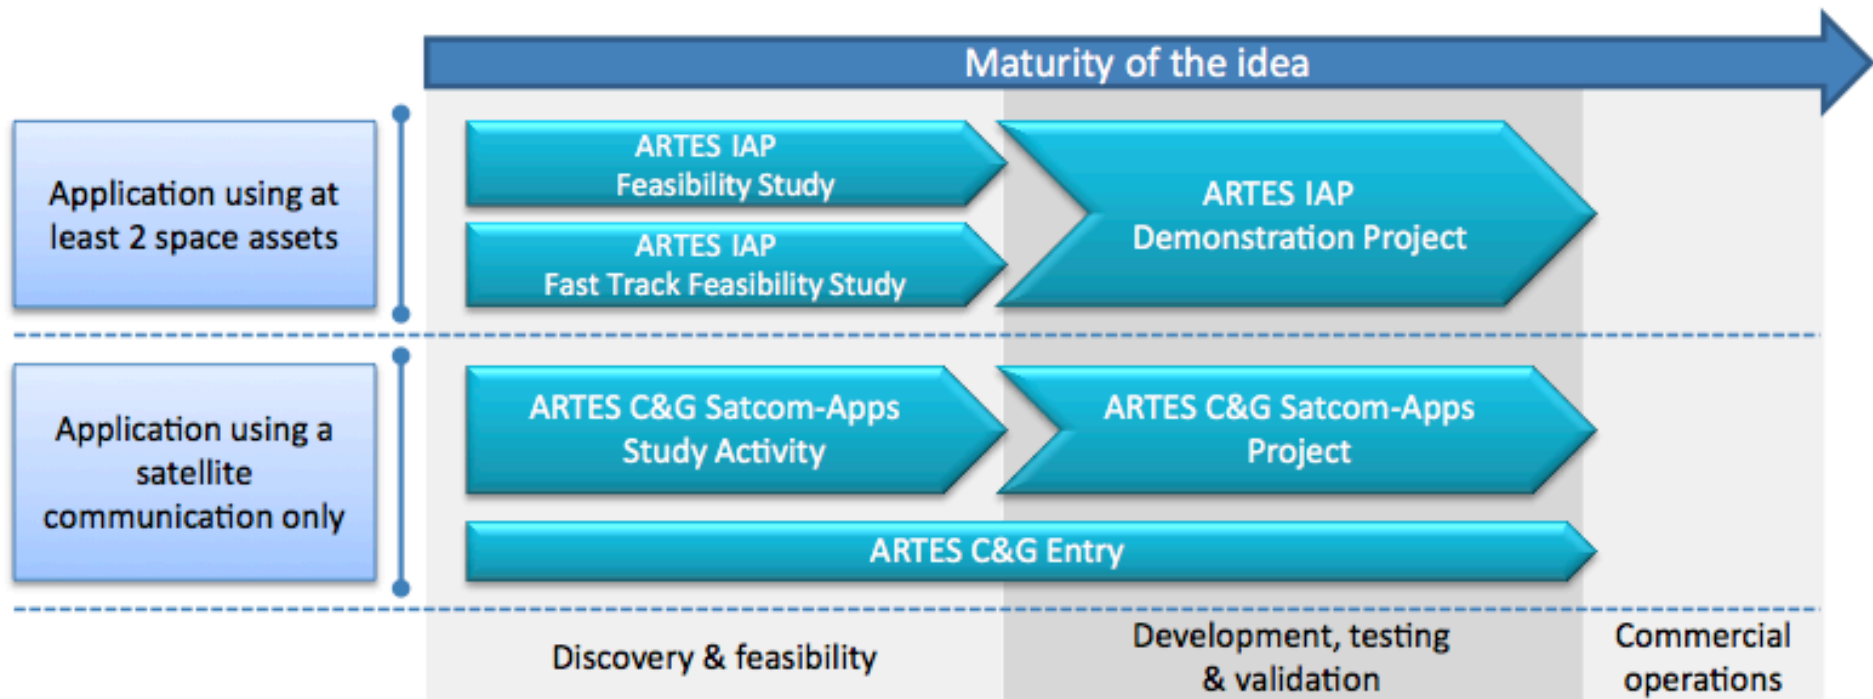 Maturity of the idea
Application using at
least 2 space assets
ARTES IAP
Feasibility Study
ARTES IAP
Fast Track Feasibility Study
ARTES IAP
Demonstration Project
Application using a
satellite
communication only
ARTES C&G Satcom-Apps
Study Activity
ARTES C&G Satcom-Apps
Project
ARTES C&G Entry
Discovery & feasibility
Development, testing
& validation
Commercial
operations